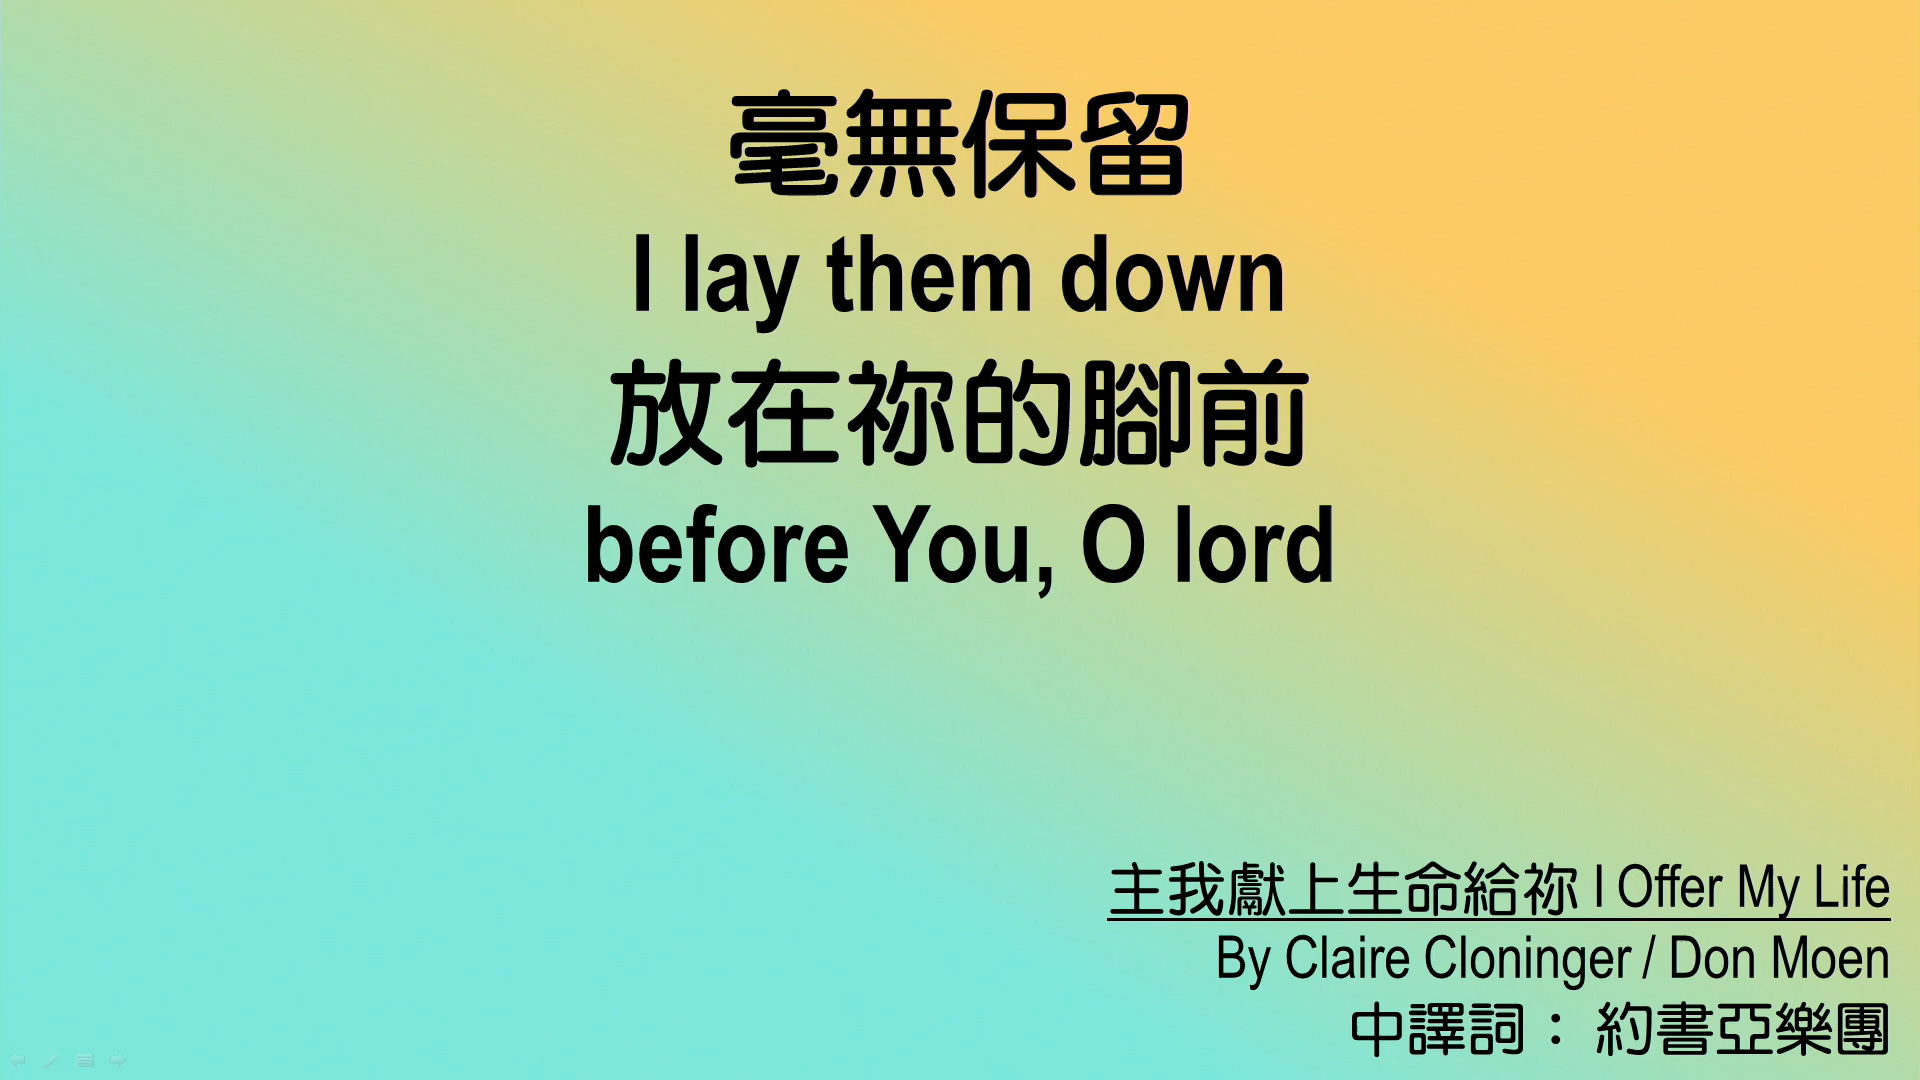 毫無保留
I lay them down
放在祢的腳前
before You, O lord
主我獻上生命給祢 I Offer My Life
By Claire Cloninger / Don Moen
中譯詞： 約書亞樂團